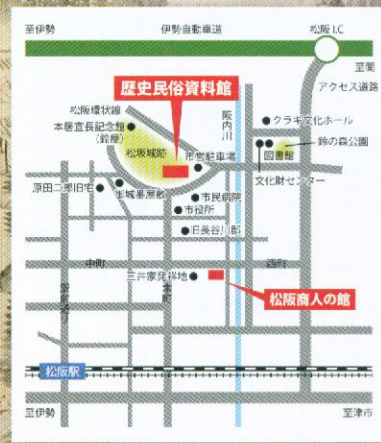 至伊勢
伊勢自動車道
松阪I.C
至関
アクセス道路
歴史民俗資料館
松阪環状線
本居宣長記念館
(鈴屋)
松坂城跡
阪内川
クラギ文化ホール
鈴の森公園
図書館
市営駐車場
文化財センター
原田二郎旧宅
御城番屋敷
市民病院
市役所
旧長谷川邸
中町
西町
三井家発祥地
本町
松阪商人の館
松阪駅
至伊勢
至津市